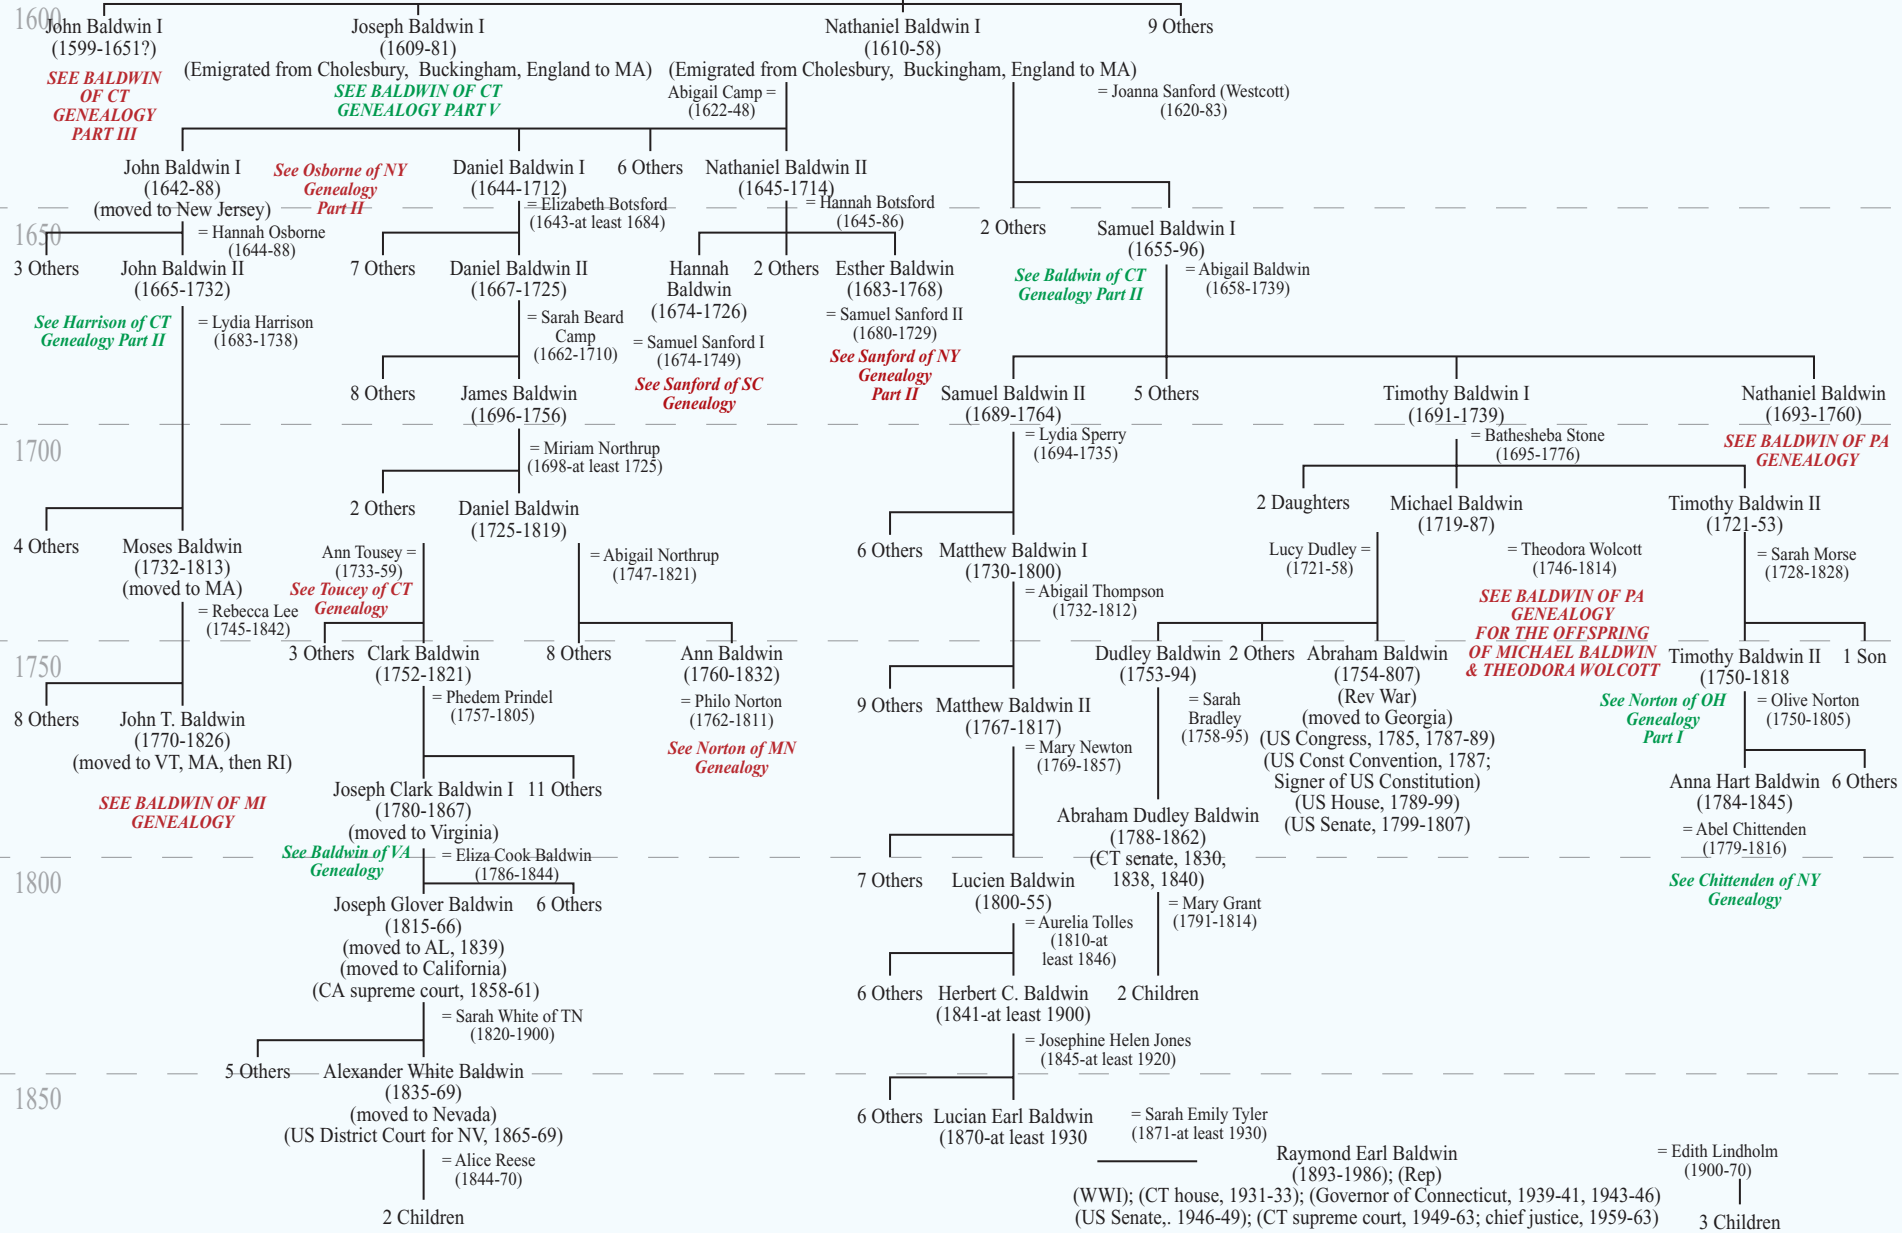 1600
John Baldwin I
(1599-1651?)
SEE BALDWIN
OF CT
GENEALOGY
PART III
Joseph Baldwin I
(1609-81)
(Emigrated from Cholesbury, Buckingham, England to MA)
SEE BALDWIN OF CT
GENEALOGY PART V
Nathaniel Baldwin I
(1610-58)
(Emigrated from Cholesbury, Buckingham, England to MA)
9 Others
Abigail Camp =
(1622-48)
= Joanna Sanford (Westcott)
(1620-83)
John Baldwin I
(1642-88)
(moved to New Jersey)
See Osborne of NY
Genealogy
Part II
Daniel Baldwin I
(1644-1712)
6 Others
Nathaniel Baldwin II
(1645-1714)
= Elizabeth Botsford
(1643-at least 1684)
= Hannah Botsford
(1645-86)
2 Others
Samuel Baldwin I
(1655-96)
1650
= Hannah Osborne
(1644-88)
3 Others
John Baldwin II
(1665-1732)
7 Others
Daniel Baldwin II
(1667-1725)
Hannah
Baldwin
(1674-1726)
2 Others
Esther Baldwin
(1683-1768)
See Baldwin of CT
Genealogy Part II
= Abigail Baldwin
(1658-1739)
See Harrison of CT
Genealogy Part II
= Lydia Harrison
(1683-1738)
= Sarah Beard
Camp
(1662-1710)
= Samuel Sanford I
(1674-1749)
See Sanford of SC
Genealogy
= Samuel Sanford II
(1680-1729)
See Sanford of NY
Genealogy
Part II
8 Others
James Baldwin
(1696-1756)
Samuel Baldwin II
(1689-1764)
5 Others
Timothy Baldwin I
(1691-1739)
Nathaniel Baldwin
(1693-1760)
SEE BALDWIN OF PA
GENEALOGY
1700
= Miriam Northrup
(1698-at least 1725)
= Lydia Sperry
(1694-1735)
= Bathesheba Stone
(1695-1776)
2 Others
Daniel Baldwin
(1725-1819)
2 Daughters
Michael Baldwin
(1719-87)
Timothy Baldwin II
(1721-53)
4 Others
Moses Baldwin
(1732-1813)
(moved to MA)
Ann Tousey =
(1733-59)
See Toucey of CT
Genealogy
= Abigail Northrup
(1747-1821)
6 Others
Matthew Baldwin I
(1730-1800)
Lucy Dudley =
(1721-58)
= Theodora Wolcott
(1746-1814)
SEE BALDWIN OF PA
GENEALOGY
FOR THE OFFSPRING
OF MICHAEL BALDWIN
& THEODORA WOLCOTT
= Sarah Morse
(1728-1828)
= Rebecca Lee
(1745-1842)
= Abigail Thompson
(1732-1812)
1750
3 Others
Clark Baldwin
(1752-1821)
8 Others
Ann Baldwin
(1760-1832)
Dudley Baldwin
(1753-94)
2 Others
Abraham Baldwin
(1754-807)
(Rev War)
(moved to Georgia)
(US Congress, 1785, 1787-89)
(US Const Convention, 1787;
Signer of US Constitution)
(US House, 1789-99)
(US Senate, 1799-1807)
Timothy Baldwin II
(1750-1818
1 Son
8 Others
John T. Baldwin
(1770-1826)
(moved to VT, MA, then RI)
SEE BALDWIN OF MI
GENEALOGY
= Phedem Prindel
(1757-1805)
= Philo Norton
(1762-1811)
See Norton of MN
Genealogy
9 Others
Matthew Baldwin II
(1767-1817)
= Sarah
Bradley
(1758-95)
See Norton of OH
Genealogy
Part I
= Olive Norton
(1750-1805)
= Mary Newton
(1769-1857)
Joseph Clark Baldwin I
(1780-1867)
(moved to Virginia)
11 Others
Anna Hart Baldwin
(1784-1845)
6 Others
Abraham Dudley Baldwin
(1788-1862)
(CT senate, 1830,
1838, 1840)
= Abel Chittenden
(1779-1816)
See Chittenden of NY
Genealogy
See Baldwin of VA
Genealogy
= Eliza Cook Baldwin
(1786-1844)
1800
7 Others
Lucien Baldwin
(1800-55)
Joseph Glover Baldwin
(1815-66)
(moved to AL, 1839)
(moved to California)
(CA supreme court, 1858-61)
6 Others
= Aurelia Tolles
(1810-at
least 1846)
= Mary Grant
(1791-1814)
6 Others
Herbert C. Baldwin
(1841-at least 1900)
2 Children
= Sarah White of TN
(1820-1900)
= Josephine Helen Jones
(1845-at least 1920)
5 Others
Alexander White Baldwin
(1835-69)
(moved to Nevada)
(US District Court for NV, 1865-69)
1850
6 Others
Lucian Earl Baldwin
(1870-at least 1930
= Sarah Emily Tyler
(1871-at least 1930)
= Alice Reese
(1844-70)
2 Children
Raymond Earl Baldwin
(1893-1986); (Rep)
(WWI); (CT house, 1931-33); (Governor of Connecticut, 1939-41, 1943-46)
(US Senate,. 1946-49); (CT supreme court, 1949-63; chief justice, 1959-63)
= Edith Lindholm
(1900-70)
3 Children